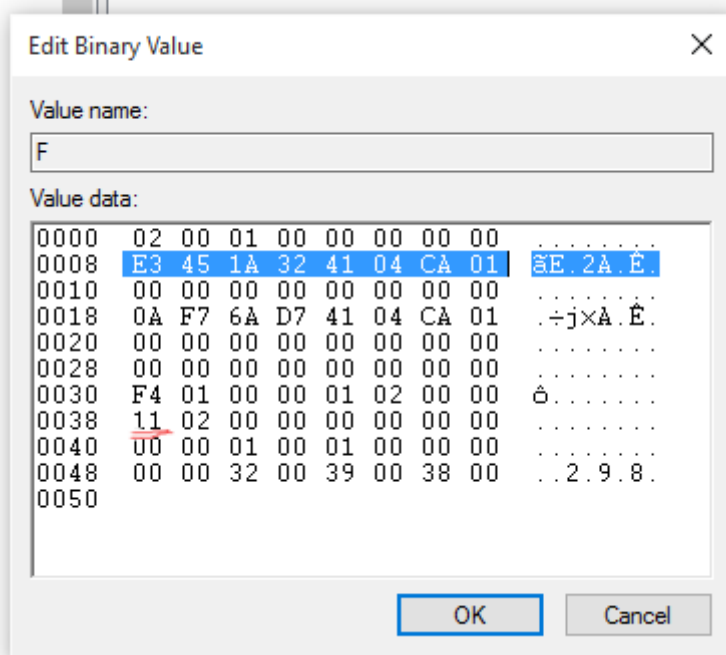 Edit Binary Value
Value name:
F
Value data:
0000 02 00 01 00 00 00 00 00 ........
0008 E3 45 1A 32 41 04 CA 01 ãE.2A.Ê.
0010 00 00 00 00 00 00 00 00 ........
0018 0A F7 6A D7 41 04 CA 01 .÷j×A.Ê.
0020 00 00 00 00 00 00 00 00 ........
0028 00 00 00 00 00 00 00 00 ........
0030 F4 01 00 00 01 02 00 00 ô.......
0038 11 02 00 00 00 00 00 00 ........
0040 00 00 01 00 01 00 00 00 ........
0048 00 00 32 00 39 00 38 00 ..2.9.8.
0050
OK Cancel